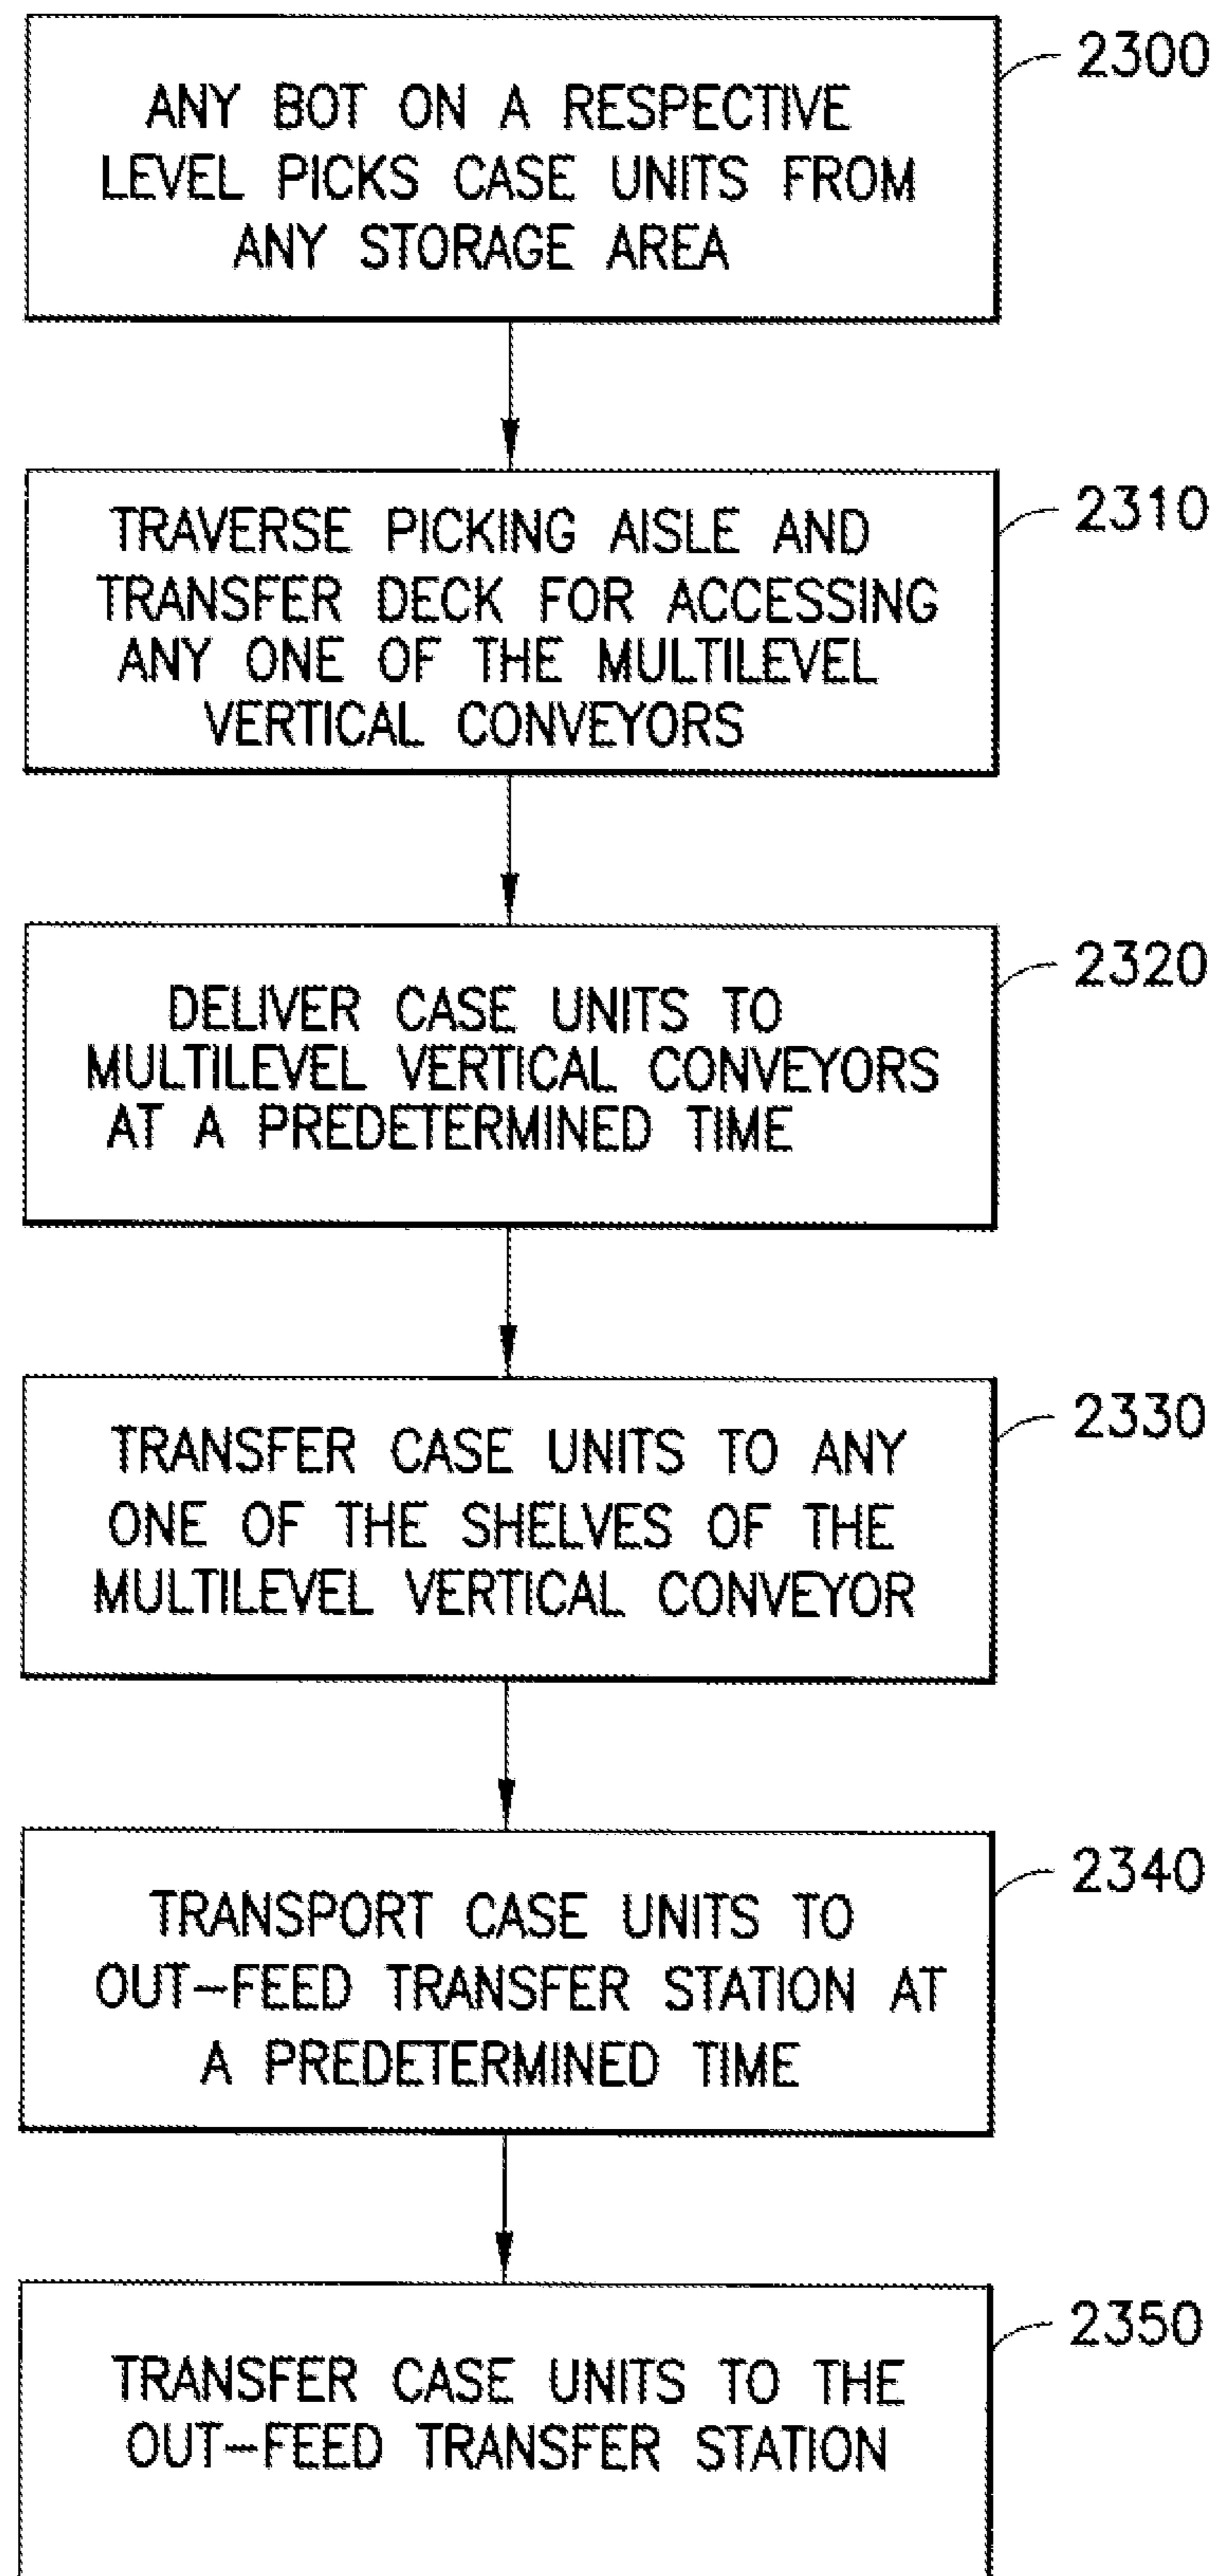 2300
ANY BOT ON A RESPECTIVE
LEVEL PICKS CASE UNITS FROM
ANY STORAGE AREA
2310
TRAVERSE PICKING AISLE AND
TRANSFER DECK FOR ACCESSING
ANY ONE OF THE MULTILEVEL
VERTICAL CONVEYORS
2320
DELIVER CASE UNITS TO
MULTILEVEL VERTICAL CONVEYORS
AT A PREDETERMINED TIME
2330
TRANSFER CASE UNITS TO ANY
ONE OF THE SHELVES OF THE
MULTILEVEL VERTICAL CONVEYOR
2340
TRANSPORT CASE UNITS TO
OUT-FEED TRANSFER STATION AT
A PREDETERMINED TIME
2350
TRANSFER CASE UNITS TO THE
OUT-FEED TRANSFER STATION